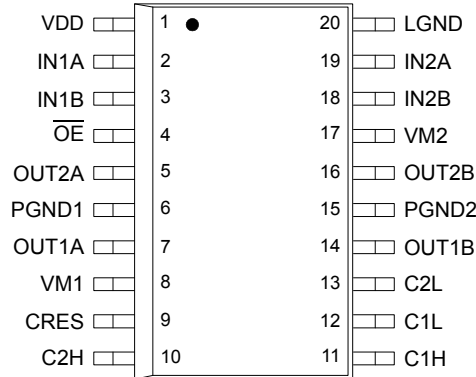 VDD 1 20 LGND
IN1A 2 19 IN2A
IN1B 3 18 IN2B
O̅E̅ 4 17 VM2
OUT2A 5 16 OUT2B
PGND1 6 15 PGND2
OUT1A 7 14 OUT1B
VM1 8 13 C2L
CRES 9 12 C1L
C2H 10 11 C1H